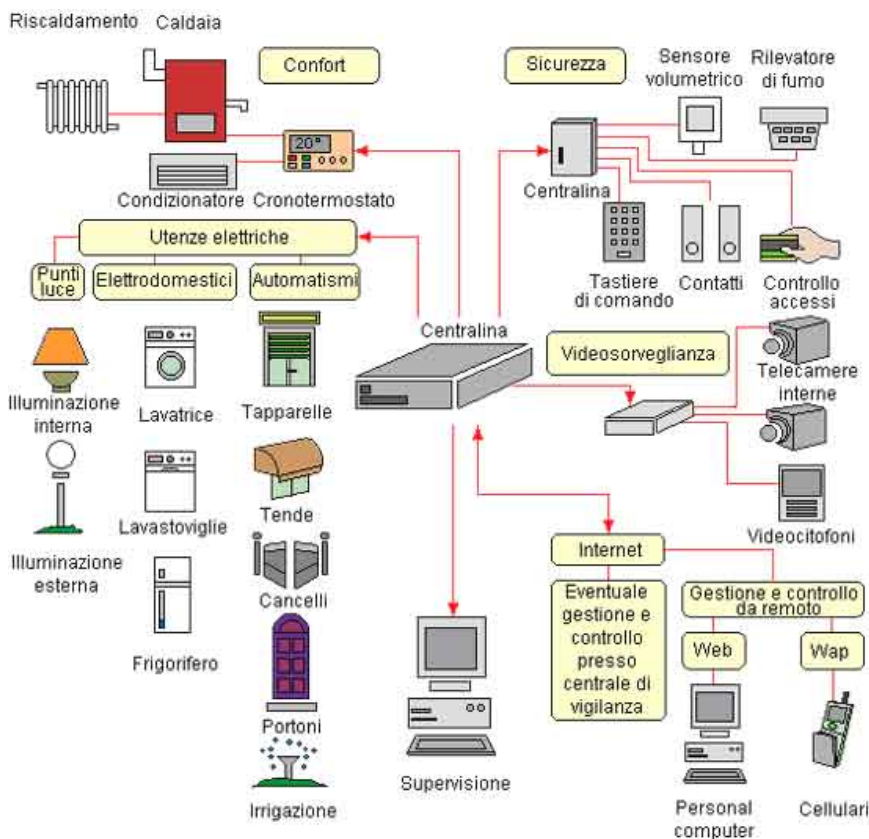 Riscaldamento
Caldaia
Confort
20°
Condizionatore
Cronotermostato
Sicurezza
Sensore
volumetrico
Rilevatore
di fumo
Centralina
Tastiere
di comando
Contatti
Controllo
accessi
Utenze elettriche
Punti
luce
Elettrodomestici
Automatismi
Illuminazione
interna
Lavatrice
Tapparelle
Illuminazione
esterna
Lavastoviglie
Tende
Frigorifero
Cancelli
Portoni
Irrigazione
Centralina
Videosorveglianza
Telecamere
interne
Videocitofoni
Supervisione
Internet
Eventuale
gestione e
controllo
presso
centrale di
vigilanza
Gestione e controllo
da remoto
Web
Wap
Personal
computer
Cellulari